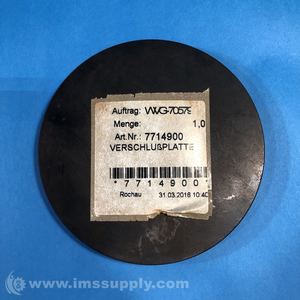 Auftrag: VWG-70579
Menge: 1,0
Art.Nr.: 7714900
VERSCHLUßPLATTE
*7714900*
Rochau 31.03.2016 10:40
© www.imssupply.com